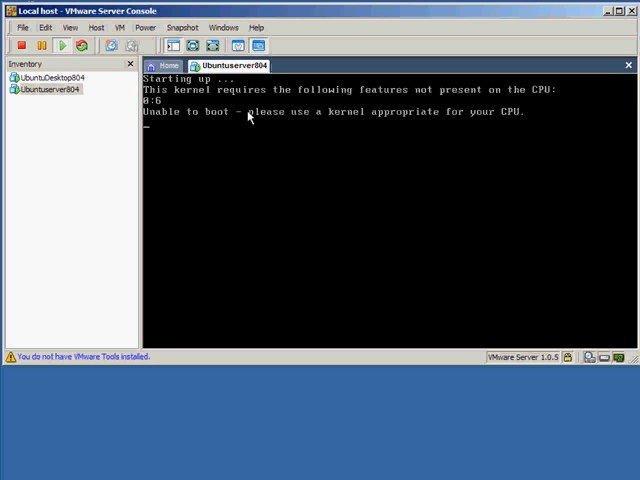 Local host - VMware Server Console
File Edit View Host VM Power Snapshot Windows Help
Inventory
Home Ubuntuserver804
UbuntuDesktop804
Ubuntuserver804
Starting up ...
This kernel requires the following features not present on the CPU:
0:6
Unable to boot - please use a kernel appropriate for your CPU.
You do not have VMware Tools installed.
VMware Server 1.0.5